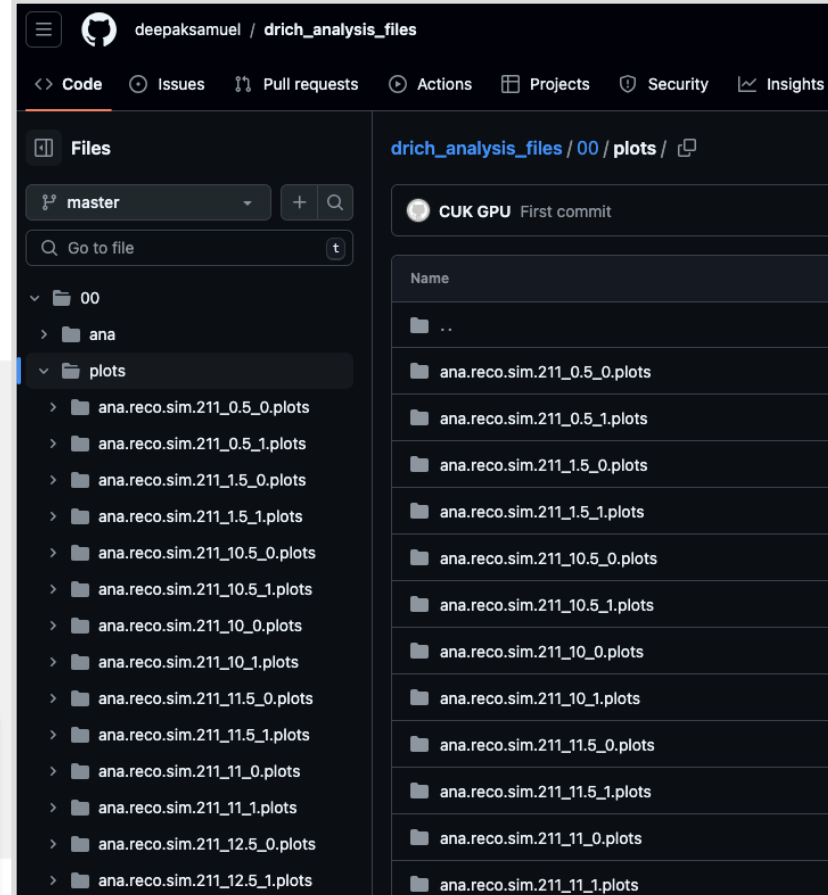 deepaksamuel / drich_analysis_files
<> Code Issues Pull requests Actions Projects Security Insights
Files
master
Go to file t
00
ana
plots
ana.reco.sim.211_0.5_0.plots
ana.reco.sim.211_0.5_1.plots
ana.reco.sim.211_1.5_0.plots
ana.reco.sim.211_1.5_1.plots
ana.reco.sim.211_10.5_0.plots
ana.reco.sim.211_10.5_1.plots
ana.reco.sim.211_10_0.plots
ana.reco.sim.211_10_1.plots
ana.reco.sim.211_11.5_0.plots
ana.reco.sim.211_11.5_1.plots
ana.reco.sim.211_11_0.plots
ana.reco.sim.211_11_1.plots
ana.reco.sim.211_12.5_0.plots
ana.reco.sim.211_12.5_1.plots
drich_analysis_files / 00 / plots /
CUK GPU First commit
Name
..
ana.reco.sim.211_0.5_0.plots
ana.reco.sim.211_0.5_1.plots
ana.reco.sim.211_1.5_0.plots
ana.reco.sim.211_1.5_1.plots
ana.reco.sim.211_10.5_0.plots
ana.reco.sim.211_10.5_1.plots
ana.reco.sim.211_10_0.plots
ana.reco.sim.211_10_1.plots
ana.reco.sim.211_11.5_0.plots
ana.reco.sim.211_11.5_1.plots
ana.reco.sim.211_11_0.plots
ana.reco.sim.211_11_1.plots